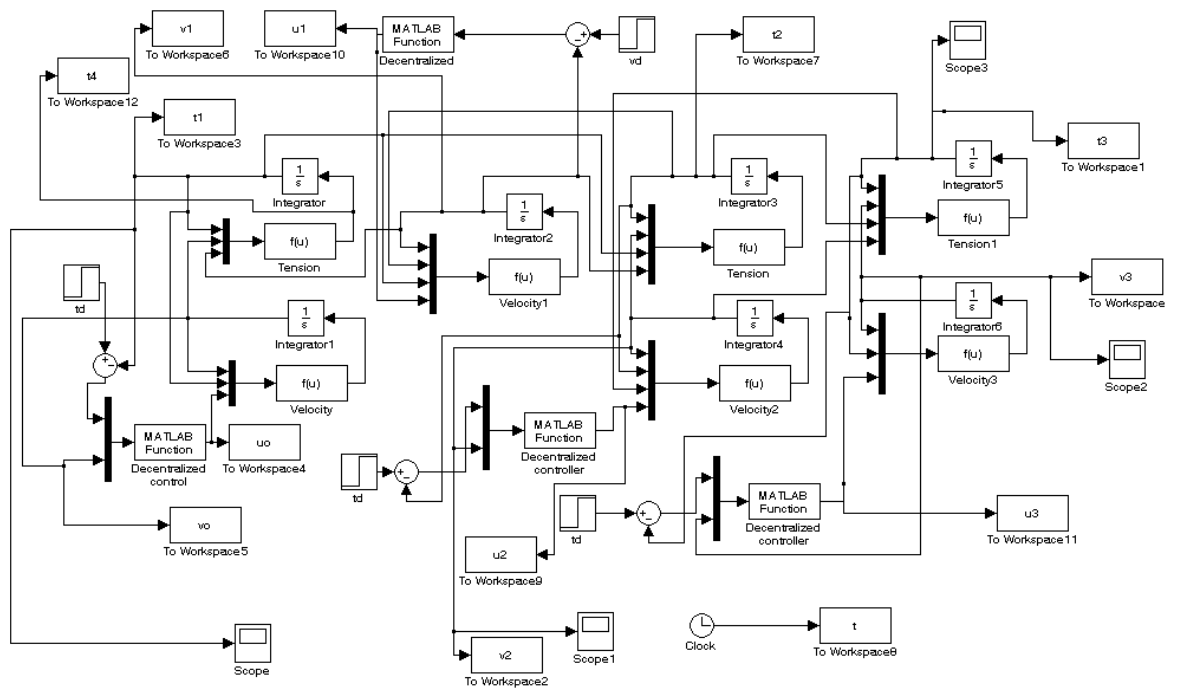 v1
To Workspace6
u1
To Workspace10
MATLAB
Function
Decentralized
− +
vd
t2
To Workspace7
Scope3
t4
To Workspace12
t1
To Workspace3
t3
To Workspace1
1
s
Integrator
1
s
Integrator2
1
s
Integrator3
1
s
Integrator5
f(u)
Tension
f(u)
Velocity1
f(u)
Tension
f(u)
Tension1
td
v3
To Workspace
1
s
Integrator1
1
s
Integrator4
1
s
Integrator6
+ −
f(u)
Velocity
f(u)
Velocity2
f(u)
Velocity3
Scope2
MATLAB
Function
Decentralized
control
uo
To Workspace4
td
+ −
MATLAB
Function
Decentralized
controller
td
+ −
MATLAB
Function
Decentralized
controller
vo
To Workspace5
u2
To Workspace9
u3
To Workspace11
Scope
v2
To Workspace2
Scope1
Clock
t
To Workspace8